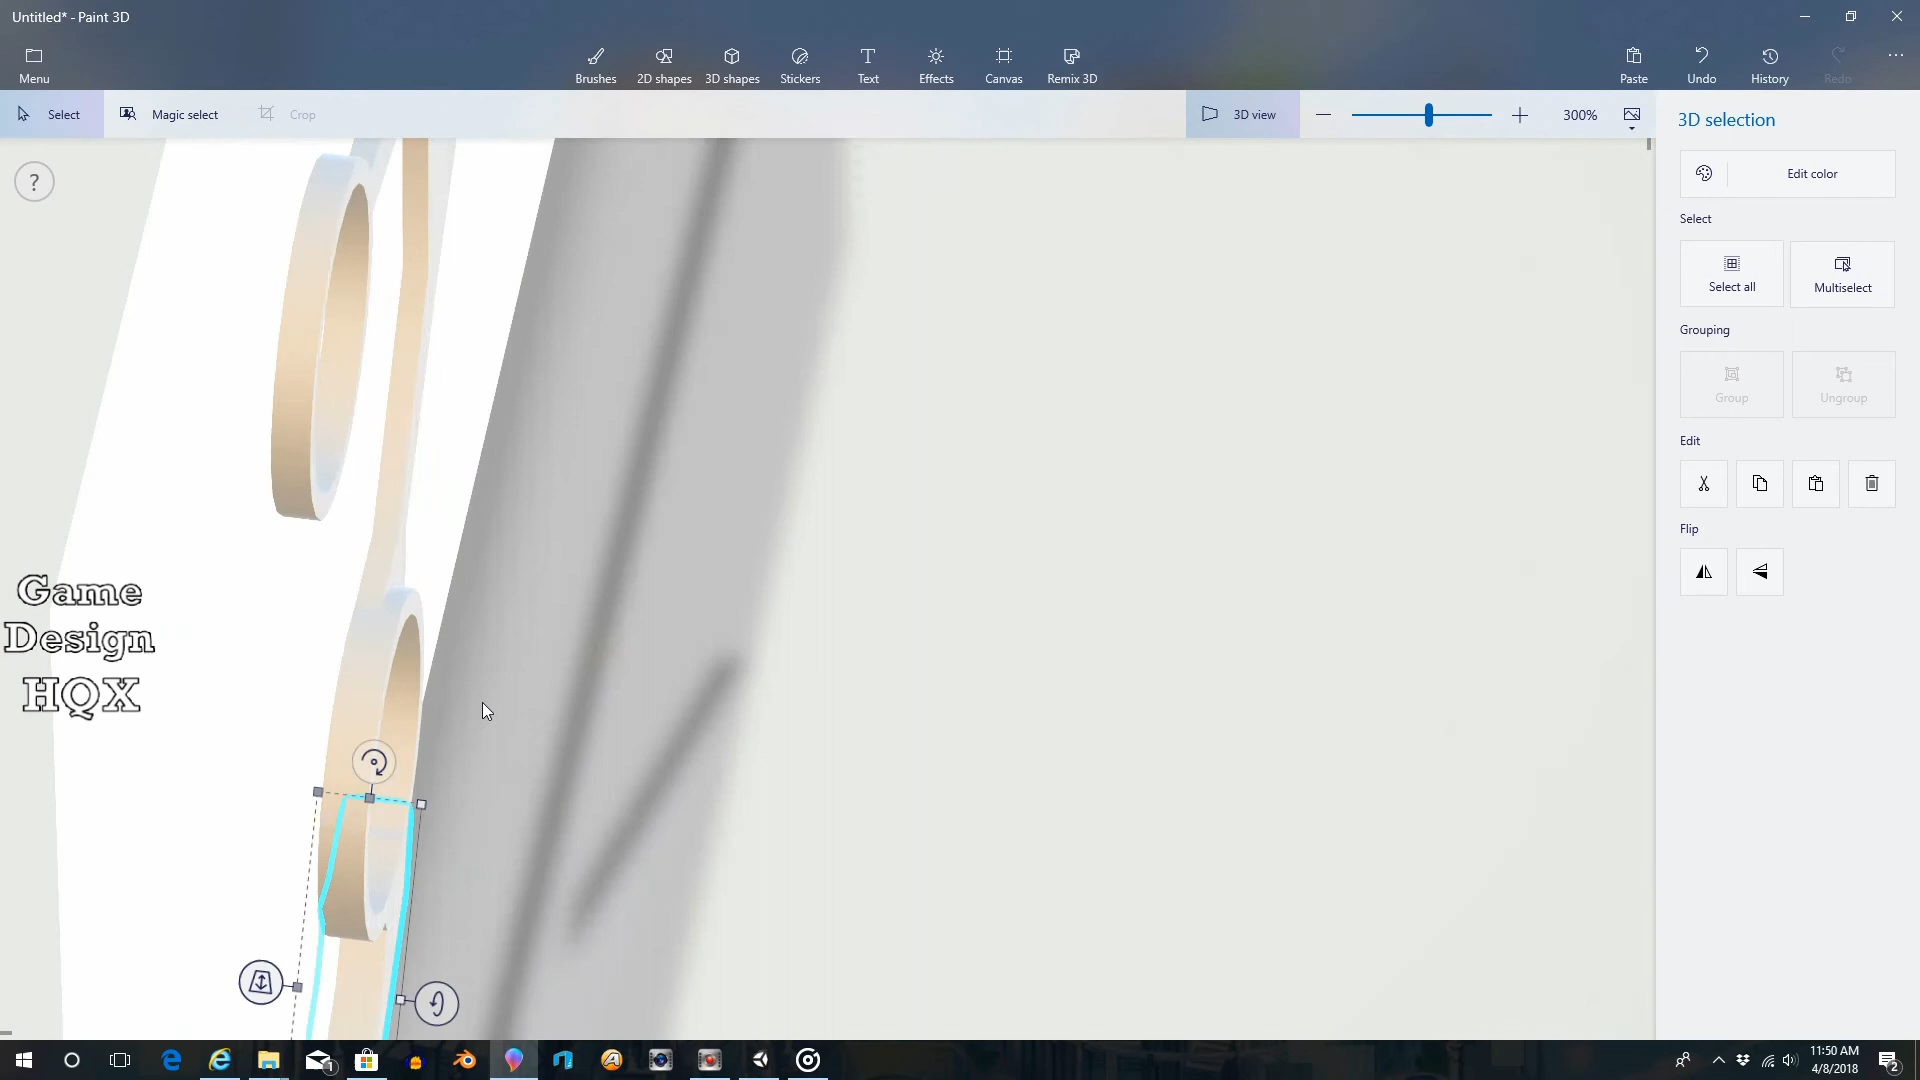 Untitled* - Paint 3D
Menu
Brushes
2D shapes
3D shapes
Stickers
Text
Effects
Canvas
Remix 3D
Paste
Undo
History
Redo
Select
Magic select
Crop
3D view
300%
3D selection
Edit color
?
Select
Select all
Multiselect
Grouping
Group
Ungroup
Edit
Flip
Game
Design
HQX
11:50 AM
4/8/2018
1
2